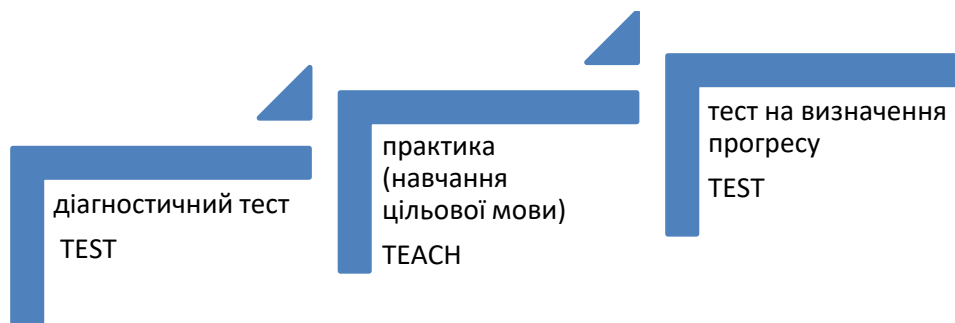 діагностичний тест
TEST
практика
(навчання
цільової мови)
TEACH
тест на визначення
прогресу
TEST